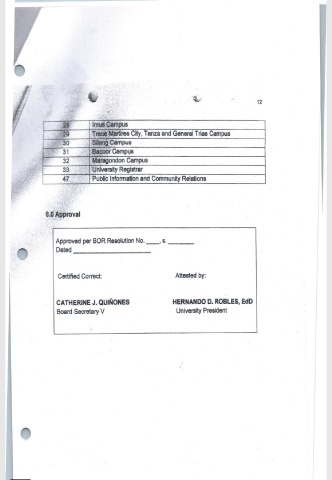 12
28 Imus Campus
29 Trece Martires City, Tanza and General Trias Campus
30 Silang Campus
31 Bacoor Campus
32 Maragondon Campus
33 University Registrar
47 Public Information and Community Relations
8.0 Approval
Approved per BOR Resolution No. ____, s. ________
Dated ________________________
Certified Correct: Attested by:
CATHERINE J. QUIÑONES HERNANDO D. ROBLES, EdD
Board Secretary V University President